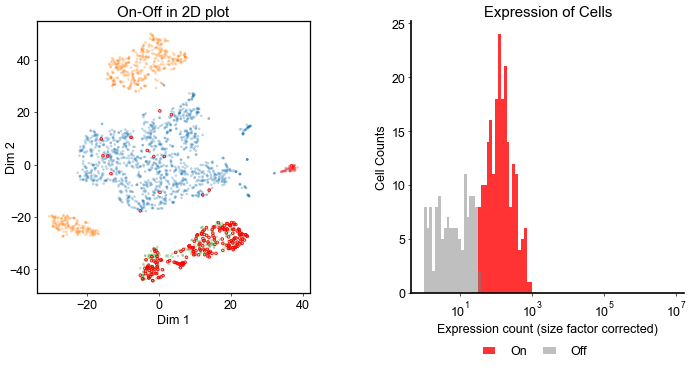 On-Off in 2D plot
40
20
0
−20
−40
−20
0
20
40
Dim 2
Dim 1
Expression of Cells
25
20
15
10
5
0
10^1
10^3
10^5
10^7
Cell Counts
Expression count (size factor corrected)
On Off